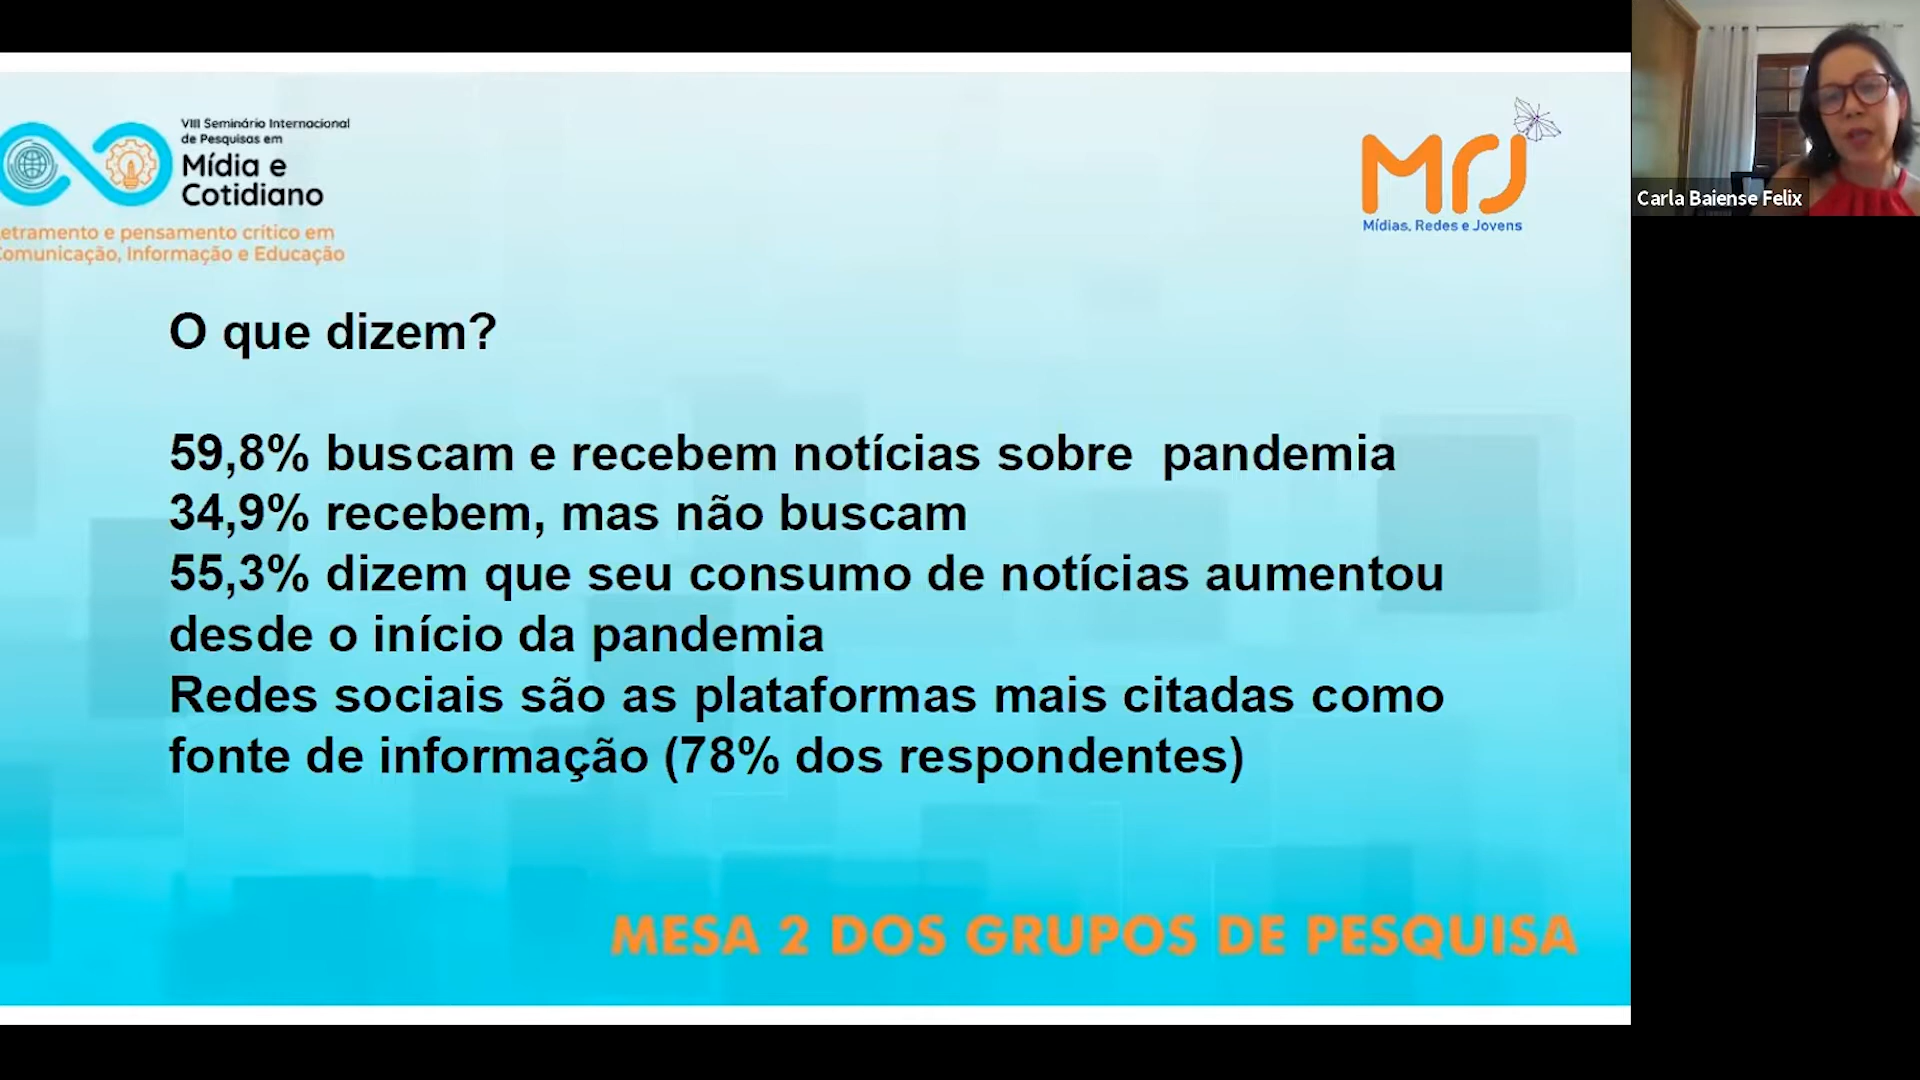 VIII Seminário Internacional
de Pesquisas em
Mídia e
Cotidiano
etramento e pensamento crítico em
omunicação, Informação e Educação
MRJ
Mídias, Redes e Jovens
Carla Baiense Felix
O que dizem?
59,8% buscam e recebem notícias sobre pandemia
34,9% recebem, mas não buscam
55,3% dizem que seu consumo de notícias aumentou
desde o início da pandemia
Redes sociais são as plataformas mais citadas como
fonte de informação (78% dos respondentes)
MESA 2 DOS GRUPOS DE PESQUISA